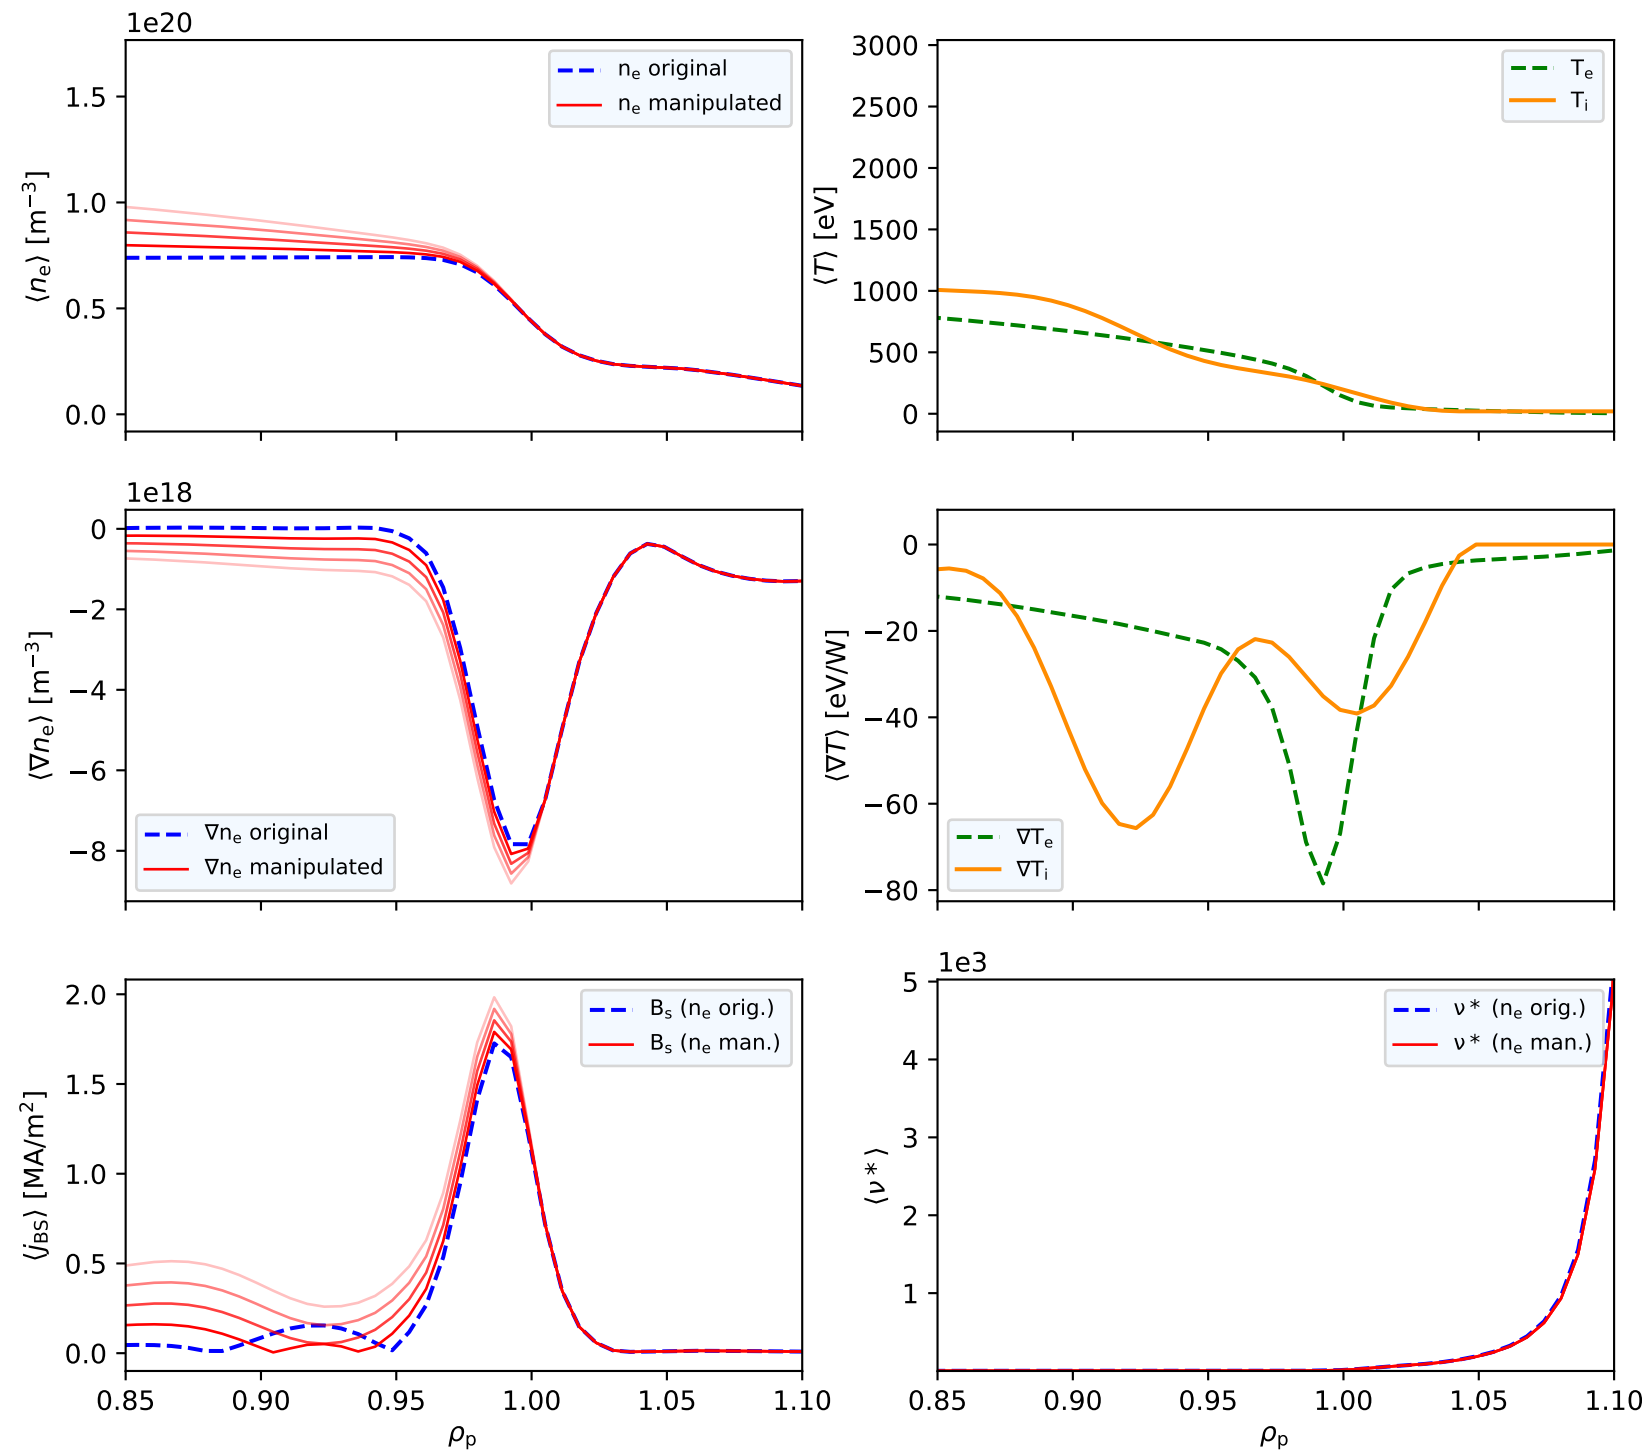 1e20
⟨nₑ⟩ [m⁻³]
1.5
1.0
0.5
0.0
nₑ original
nₑ manipulated
⟨T⟩ [eV]
3000
2500
2000
1500
1000
500
0
Tₑ
Tᵢ
1e18
⟨∇nₑ⟩ [m⁻³]
0
−2
−4
−6
−8
∇nₑ original
∇nₑ manipulated
⟨∇T⟩ [eV/W]
0
−20
−40
−60
−80
∇Tₑ
∇Tᵢ
⟨j_BS⟩ [MA/m²]
2.0
1.5
1.0
0.5
0.0
Bₛ (nₑ orig.)
Bₛ (nₑ man.)
0.85 0.90 0.95 1.00 1.05 1.10
ρₚ
1e3
⟨ν*⟩
5
4
3
2
1
ν* (nₑ orig.)
ν* (nₑ man.)
0.85 0.90 0.95 1.00 1.05 1.10
ρₚ